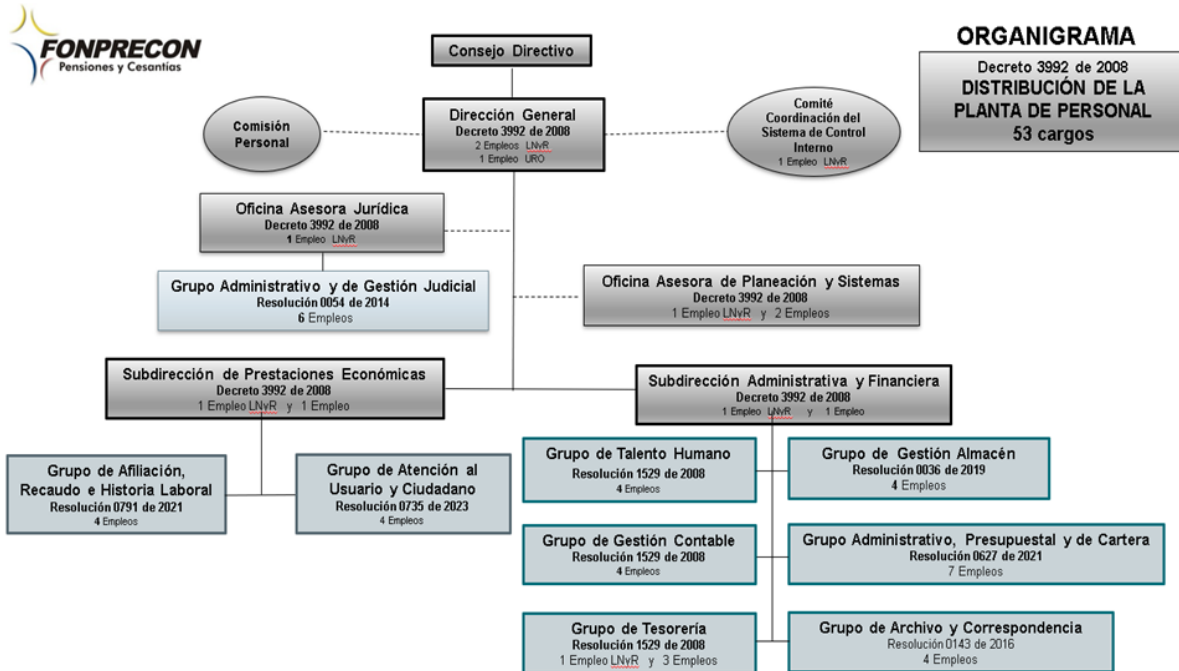 FONPRECON
Pensiones y Cesantías
ORGANIGRAMA
Decreto 3992 de 2008
DISTRIBUCIÓN DE LA
PLANTA DE PERSONAL
53 cargos
Consejo Directivo
Dirección General
Decreto 3992 de 2008
2 Empleos LNyR
1 Empleo URO
Comisión
Personal
Comité
Coordinación del
Sistema de Control
Interno
1 Empleo LNyR
Oficina Asesora Jurídica
Decreto 3992 de 2008
1 Empleo LNyR
Grupo Administrativo y de Gestión Judicial
Resolución 0054 de 2014
6 Empleos
Oficina Asesora de Planeación y Sistemas
Decreto 3992 de 2008
1 Empleo LNyR y 2 Empleos
Subdirección de Prestaciones Económicas
Decreto 3992 de 2008
1 Empleo LNyR y 1 Empleo
Subdirección Administrativa y Financiera
Decreto 3992 de 2008
1 Empleo LNyR y 1 Empleo
Grupo de Afiliación,
Recaudo e Historia Laboral
Resolución 0791 de 2021
4 Empleos
Grupo de Atención al
Usuario y Ciudadano
Resolución 0735 de 2023
4 Empleos
Grupo de Talento Humano
Resolución 1529 de 2008
4 Empleos
Grupo de Gestión Almacén
Resolución 0036 de 2019
4 Empleos
Grupo de Gestión Contable
Resolución 1529 de 2008
4 Empleos
Grupo Administrativo, Presupuestal y de Cartera
Resolución 0627 de 2021
7 Empleos
Grupo de Tesorería
Resolución 1529 de 2008
1 Empleo LNyR y 3 Empleos
Grupo de Archivo y Correspondencia
Resolución 0143 de 2016
4 Empleos